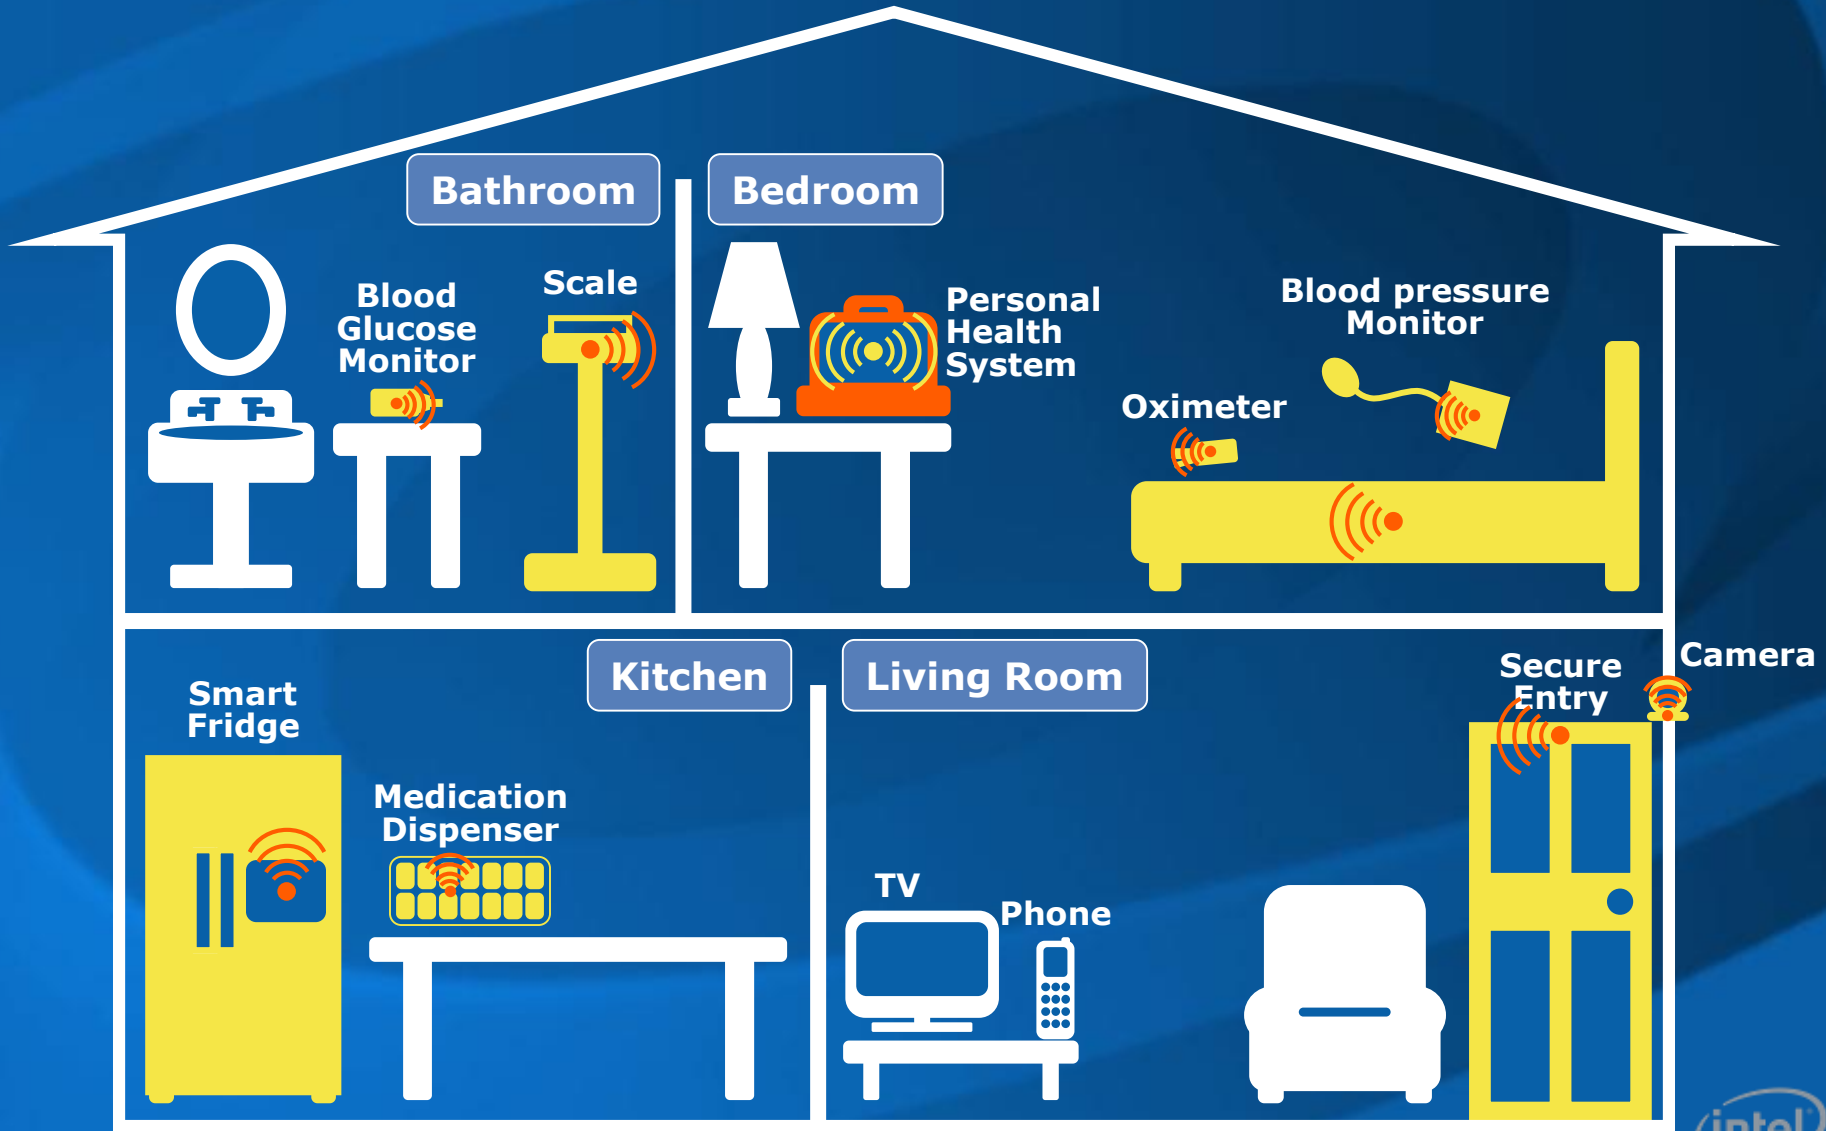 Bathroom
Bedroom
Blood
Glucose
Monitor
Scale
Personal
Health
System
Blood pressure
Monitor
Oximeter
Kitchen
Living Room
Smart
Fridge
Medication
Dispenser
TV
Phone
Secure
Entry
Camera
intel